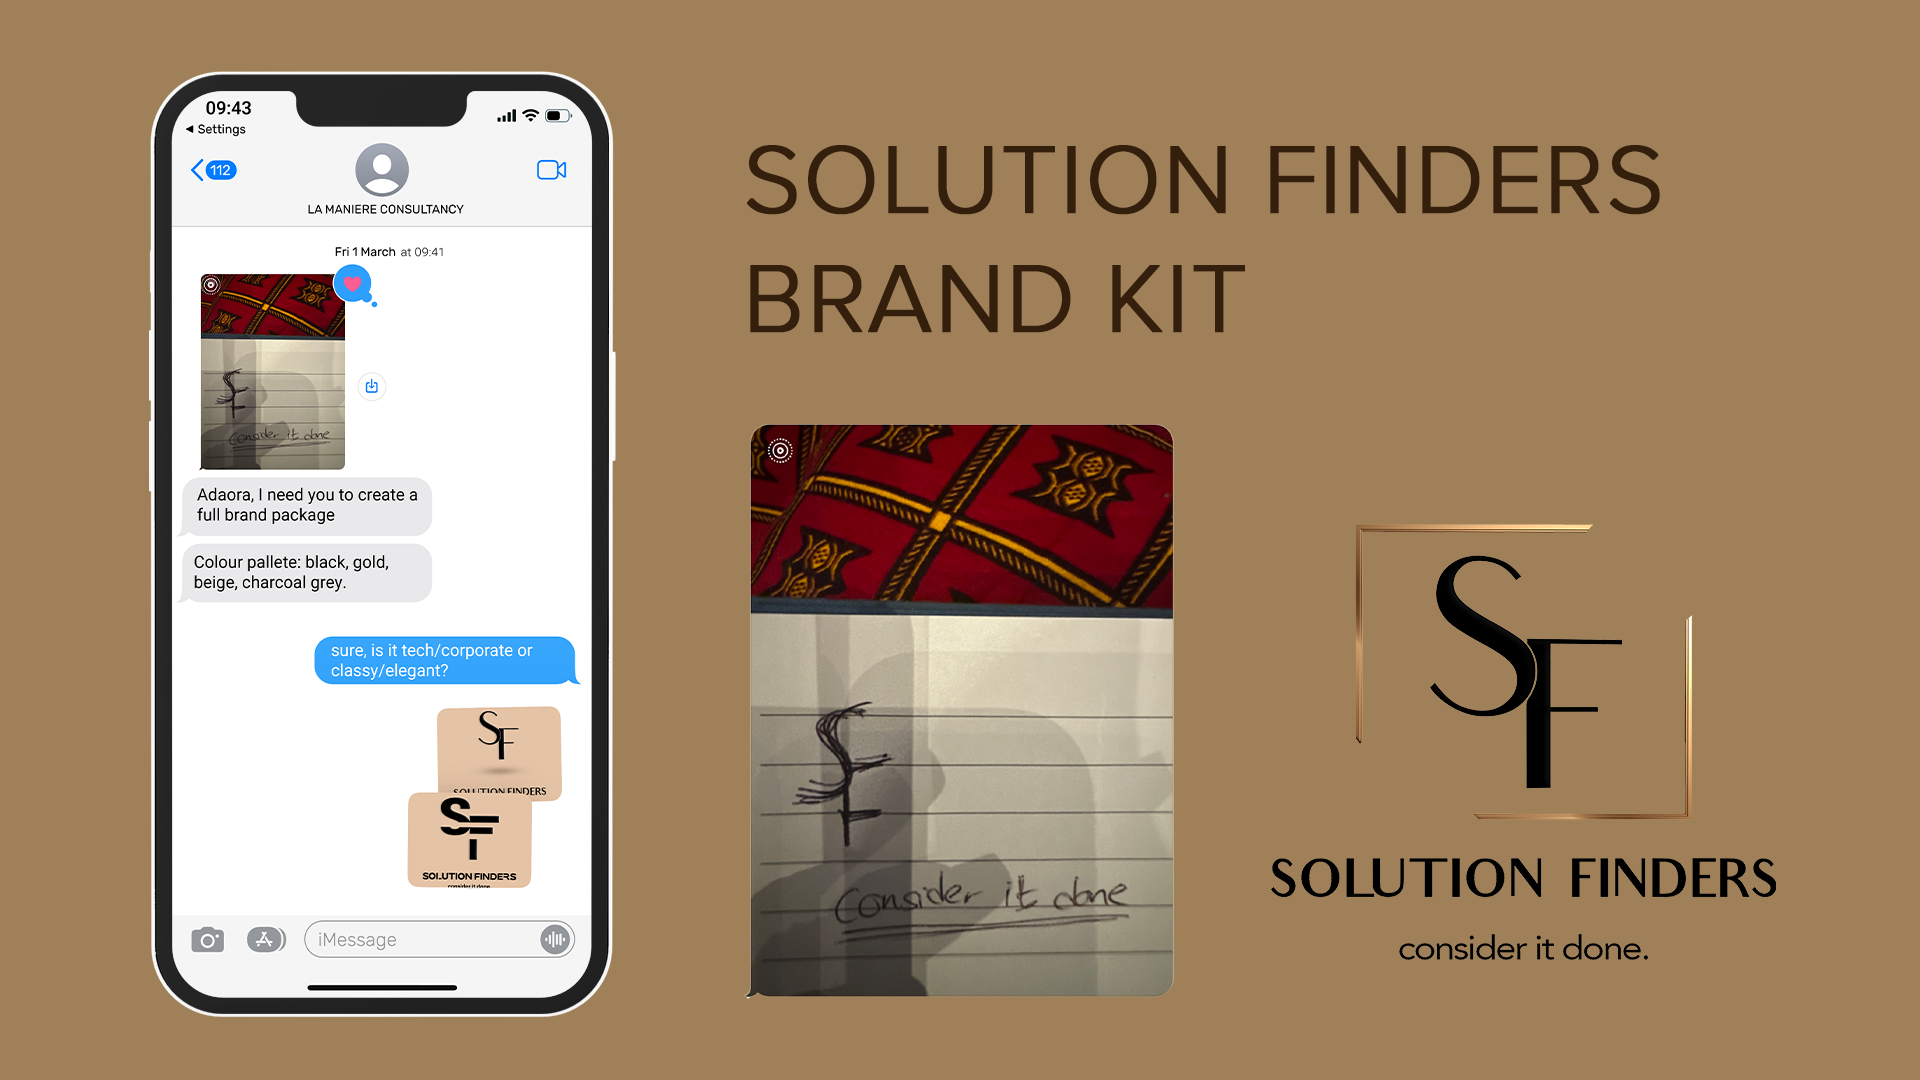 09:43
Settings
112
LA MANIERE CONSULTANCY
Fri 1 March at 09:41
SF
Consider it done
Adaora, I need you to create a
full brand package
Colour pallete: black, gold,
beige, charcoal grey.
sure, is it tech/corporate or
classy/elegant?
SF
SOLUTION FINDERS
SF
SOLUTION FINDERS
consider it done
iMessage
SOLUTION FINDERS
BRAND KIT
SF
Consider it done
SF
SOLUTION FINDERS
consider it done.